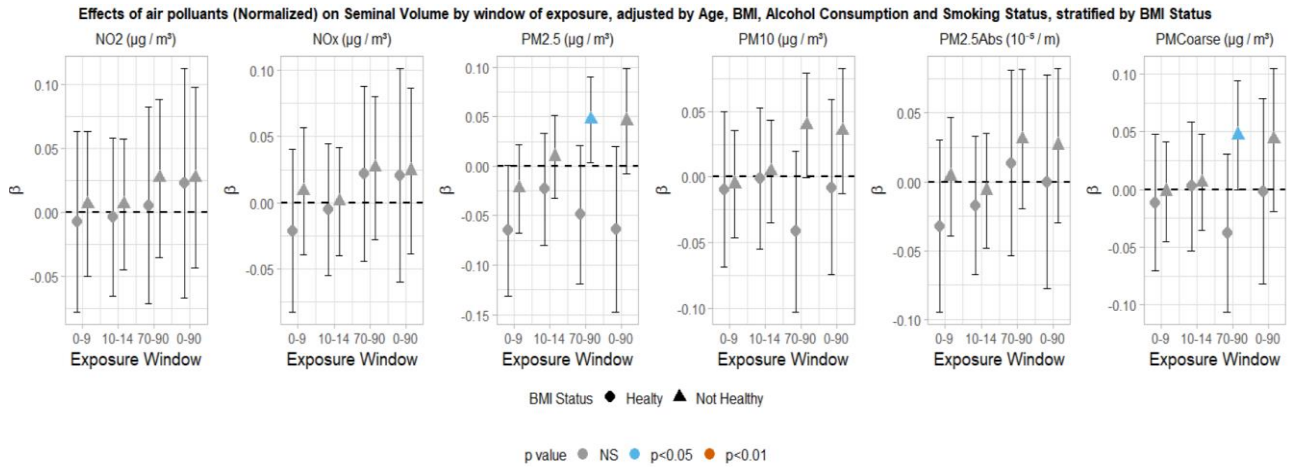 Effects of air polluants (Normalized) on Seminal Volume by window of exposure, adjusted by Age, BMI, Alcohol Consumption and Smoking Status, stratified by BMI Status
NO2 (µg / m³) NOx (µg / m³) PM2.5 (µg / m³) PM10 (µg / m³) PM2.5Abs (10⁻⁵ / m) PMCoarse (µg / m³)
β β β β β β
0.10 0.05 0.00 -0.05
0.10 0.05 0.00 -0.05
0.10 0.05 0.00 -0.05 -0.10 -0.15
0.05 0.00 -0.05 -0.10
0.05 0.00 -0.05 -0.10
0.10 0.05 0.00 -0.05 -0.10
0-9 10-14 70-90 0-90 0-9 10-14 70-90 0-90 0-9 10-14 70-90 0-90 0-9 10-14 70-90 0-90 0-9 10-14 70-90 0-90 0-9 10-14 70-90 0-90
Exposure Window Exposure Window Exposure Window Exposure Window Exposure Window Exposure Window
BMI Status Healty Not Healthy
p value NS p<0.05 p<0.01